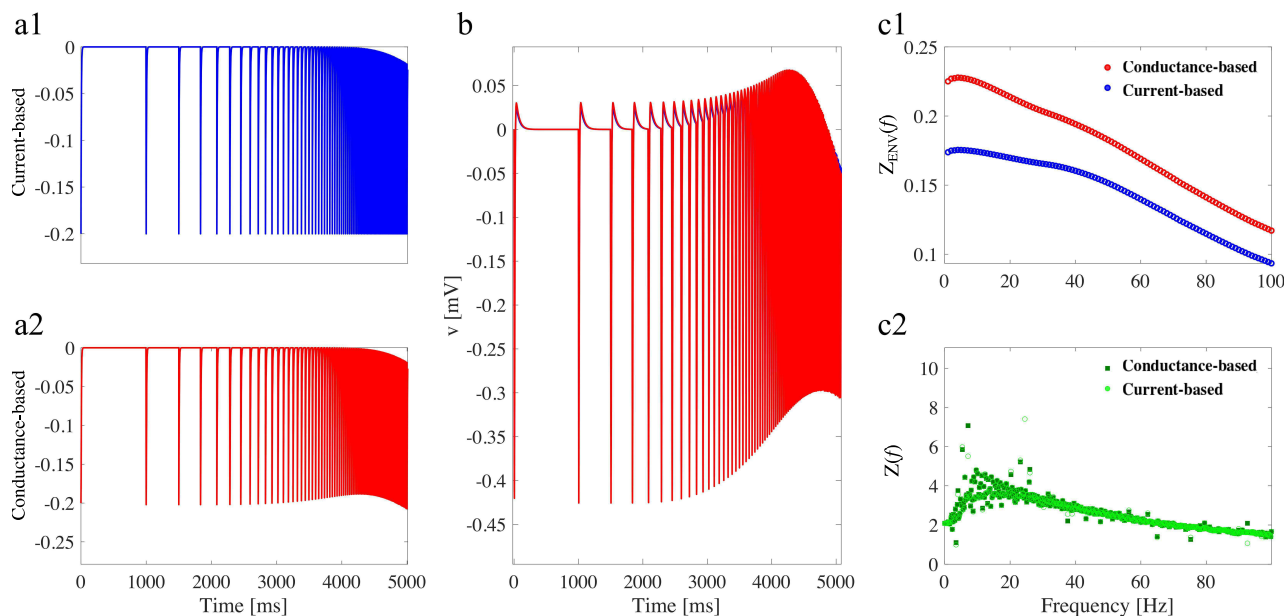 a1
Current-based
0
-0.05
-0.1
-0.15
-0.2
a2
Conductance-based
0
-0.05
-0.1
-0.15
-0.2
-0.25
0 1000 2000 3000 4000 5000
Time [ms]
b
v [mV]
0.05
0
-0.05
-0.1
-0.15
-0.2
-0.25
-0.3
-0.35
-0.4
-0.45
0 1000 2000 3000 4000 5000
Time [ms]
c1
Z_ENV(f)
0.25
0.2
0.15
0.1
0 20 40 60 80 100
Conductance-based
Current-based
c2
Z(f)
10
8
6
4
2
0
0 20 40 60 80
Conductance-based
Current-based
Frequency [Hz]